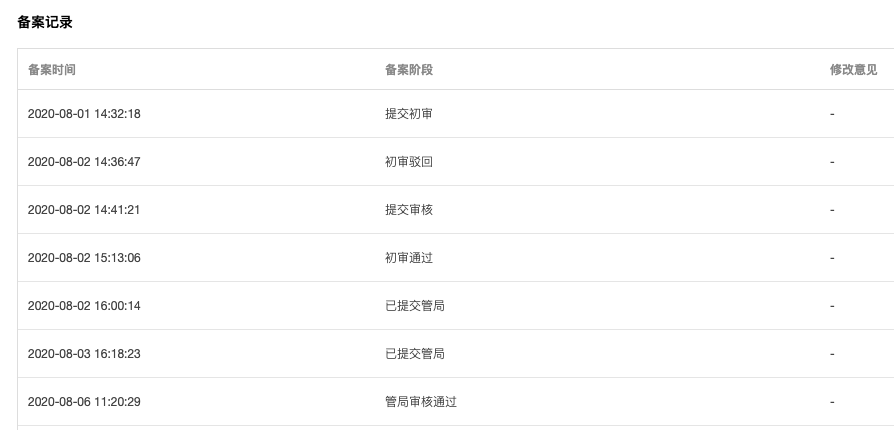 备案记录
备案时间 备案阶段 修改意见
2020-08-01 14:32:18 提交初审 -
2020-08-02 14:36:47 初审驳回 -
2020-08-02 14:41:21 提交审核 -
2020-08-02 15:13:06 初审通过 -
2020-08-02 16:00:14 已提交管局 -
2020-08-03 16:18:23 已提交管局 -
2020-08-06 11:20:29 管局审核通过 -